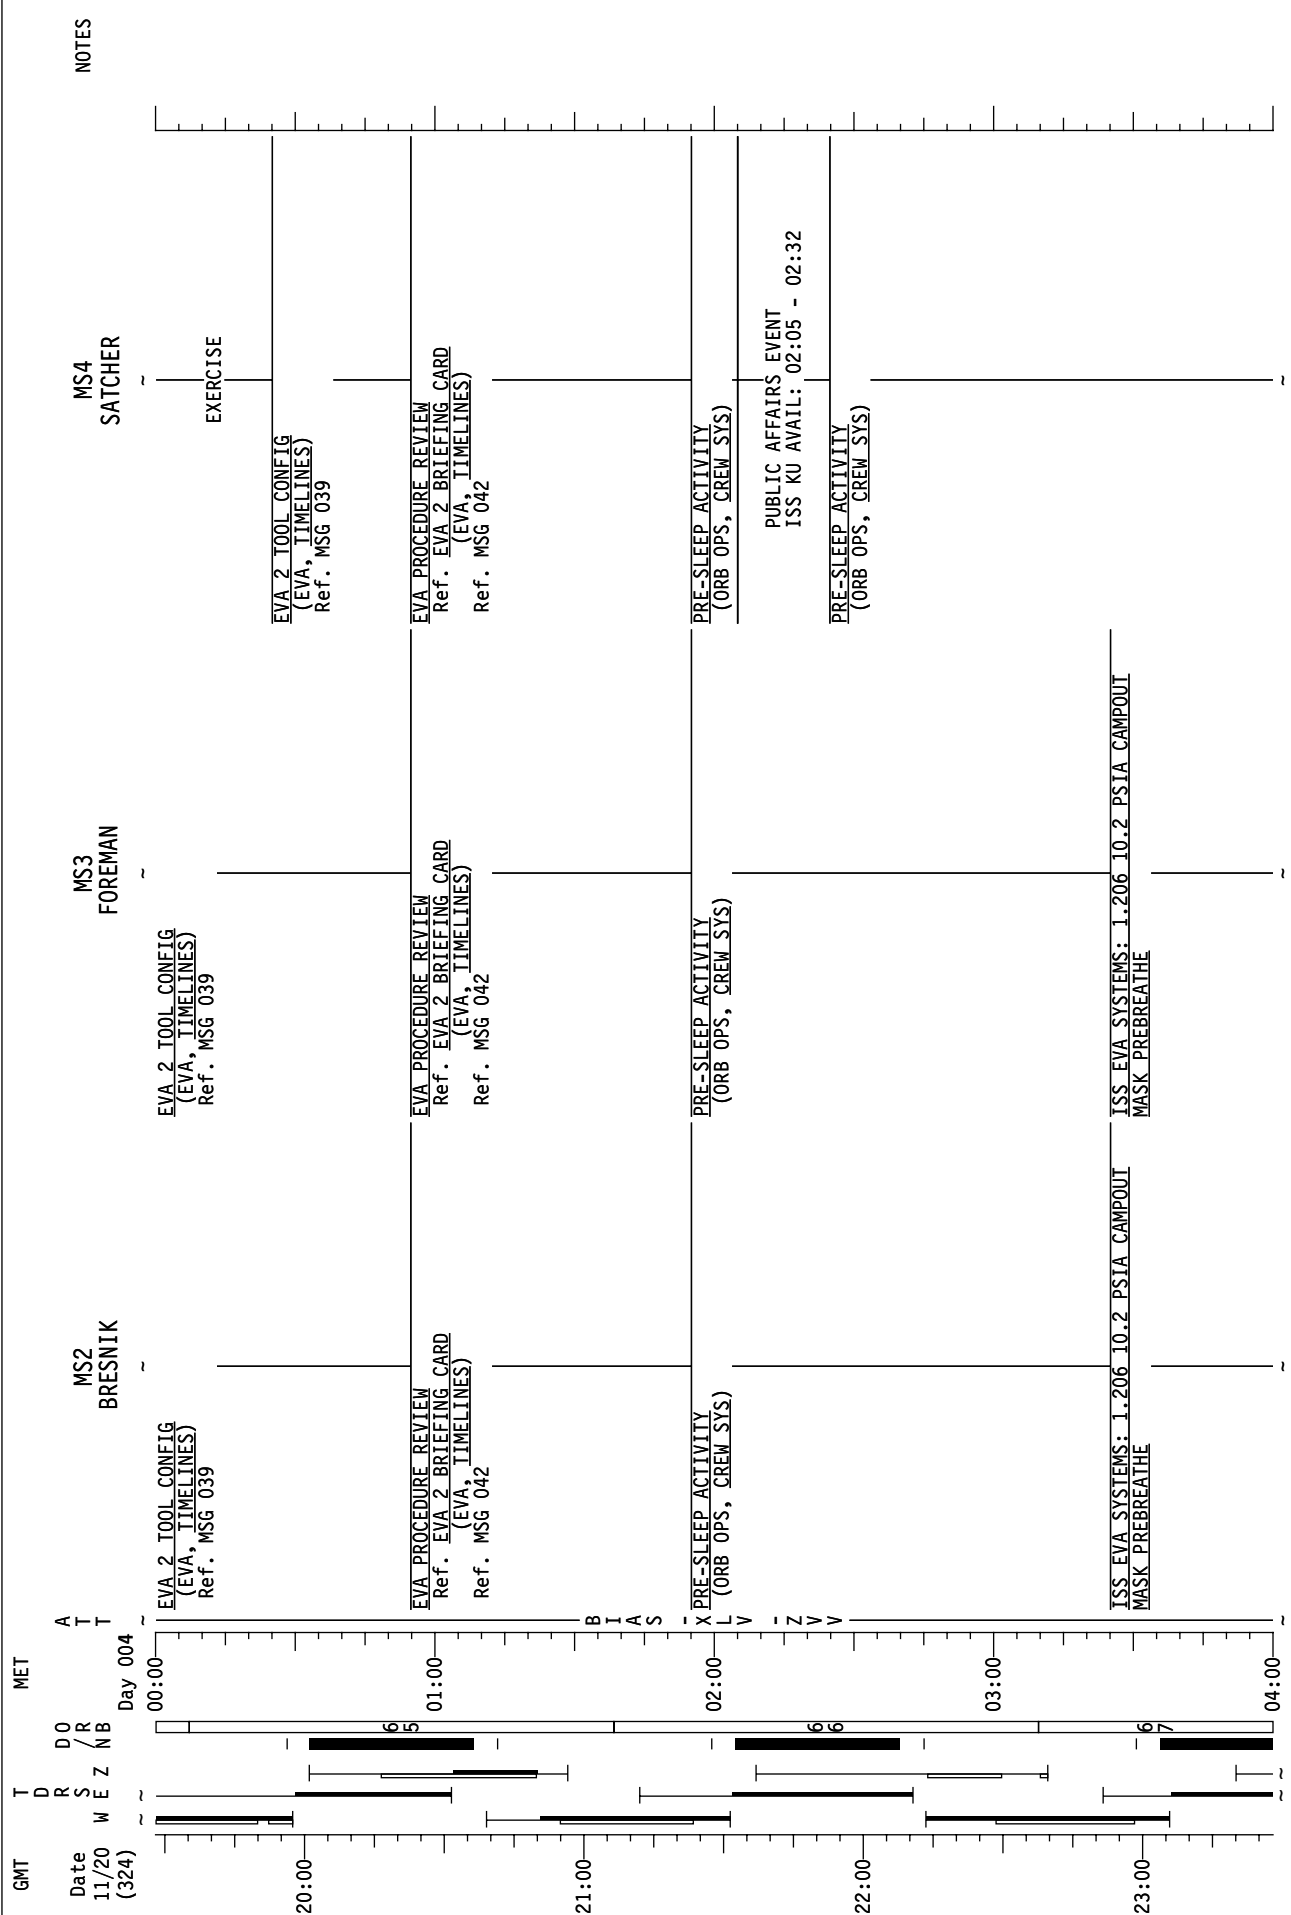 GMT
Date
11/20
(324)
20:00
21:00
22:00
23:00
T
D
R
S
W E Z
D O
/ R
N B
65
66
67
MET
Day 004
00:00
01:00
02:00
03:00
04:00
A
T
T
BIAS -XLV -ZVV
MS2
BRESNIK
EVA 2 TOOL CONFIG
(EVA, TIMELINES)
Ref. MSG 039
EVA PROCEDURE REVIEW
Ref. EVA 2 BRIEFING CARD
(EVA, TIMELINES)
Ref. MSG 042
PRE-SLEEP ACTIVITY
(ORB OPS, CREW SYS)
ISS EVA SYSTEMS: 1.206 10.2 PSIA CAMPOUT
MASK PREBREATHE
MS3
FOREMAN
EVA 2 TOOL CONFIG
(EVA, TIMELINES)
Ref. MSG 039
EVA PROCEDURE REVIEW
Ref. EVA 2 BRIEFING CARD
(EVA, TIMELINES)
Ref. MSG 042
PRE-SLEEP ACTIVITY
(ORB OPS, CREW SYS)
ISS EVA SYSTEMS: 1.206 10.2 PSIA CAMPOUT
MASK PREBREATHE
MS4
SATCHER
EXERCISE
EVA 2 TOOL CONFIG
(EVA, TIMELINES)
Ref. MSG 039
EVA PROCEDURE REVIEW
Ref. EVA 2 BRIEFING CARD
(EVA, TIMELINES)
Ref. MSG 042
PRE-SLEEP ACTIVITY
(ORB OPS, CREW SYS)
PUBLIC AFFAIRS EVENT
ISS KU AVAIL: 02:05 - 02:32
PRE-SLEEP ACTIVITY
(ORB OPS, CREW SYS)
NOTES